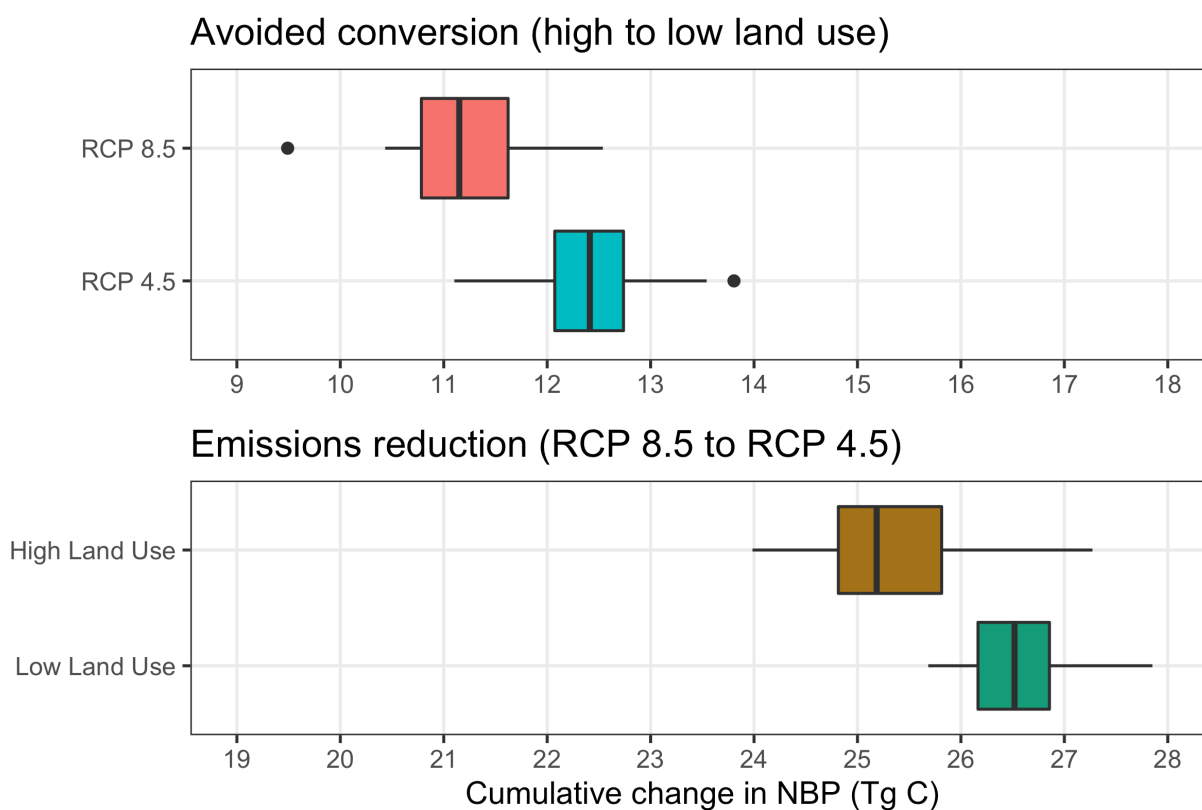 Avoided conversion (high to low land use)
RCP 8.5
RCP 4.5
9 10 11 12 13 14 15 16 17 18
Emissions reduction (RCP 8.5 to RCP 4.5)
High Land Use
Low Land Use
19 20 21 22 23 24 25 26 27 28
Cumulative change in NBP (Tg C)